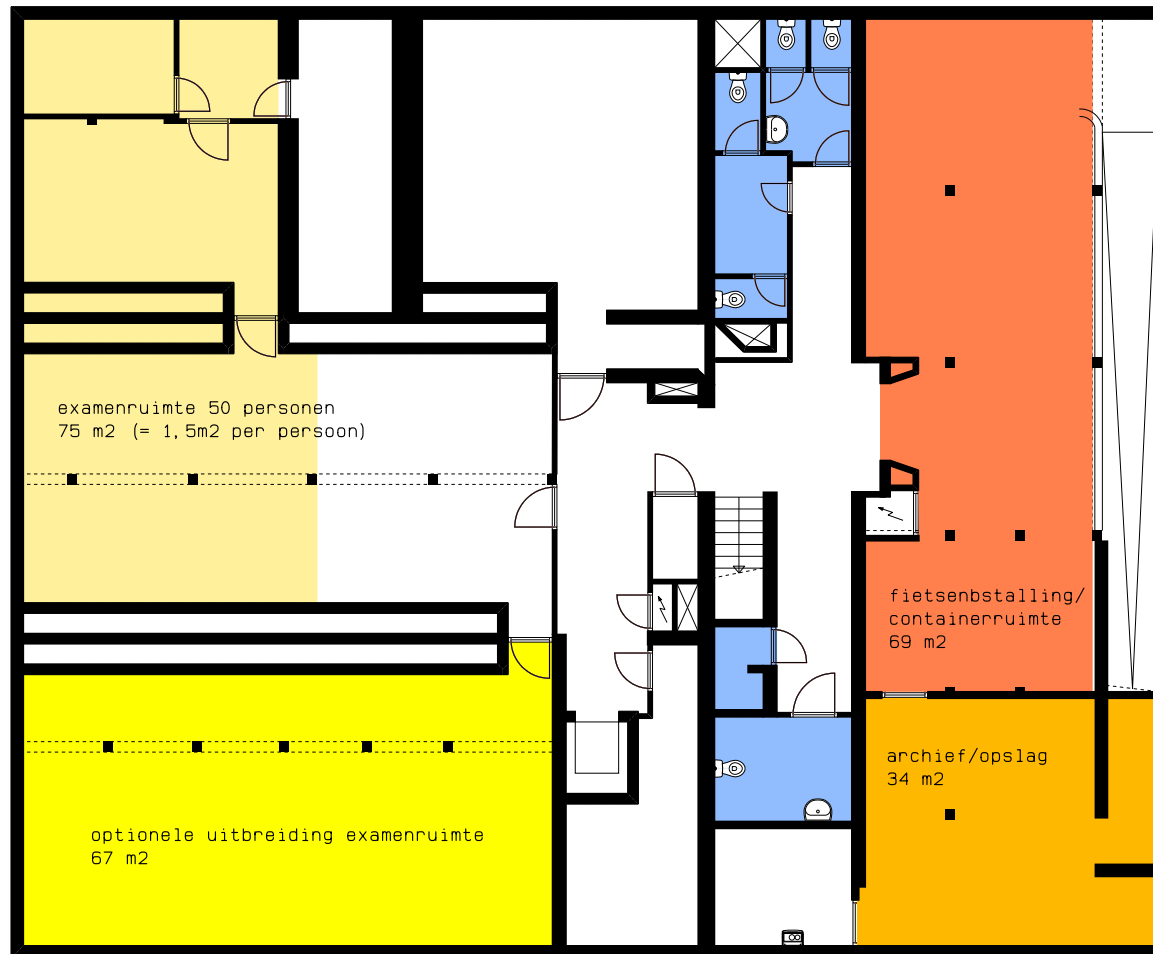 examenruimte 50 personen
75 m2 (= 1,5m2 per persoon)
fietsenbstalling/
containerruimte
69 m2
archief/opslag
34 m2
optionele uitbreiding examenruimte
67 m2